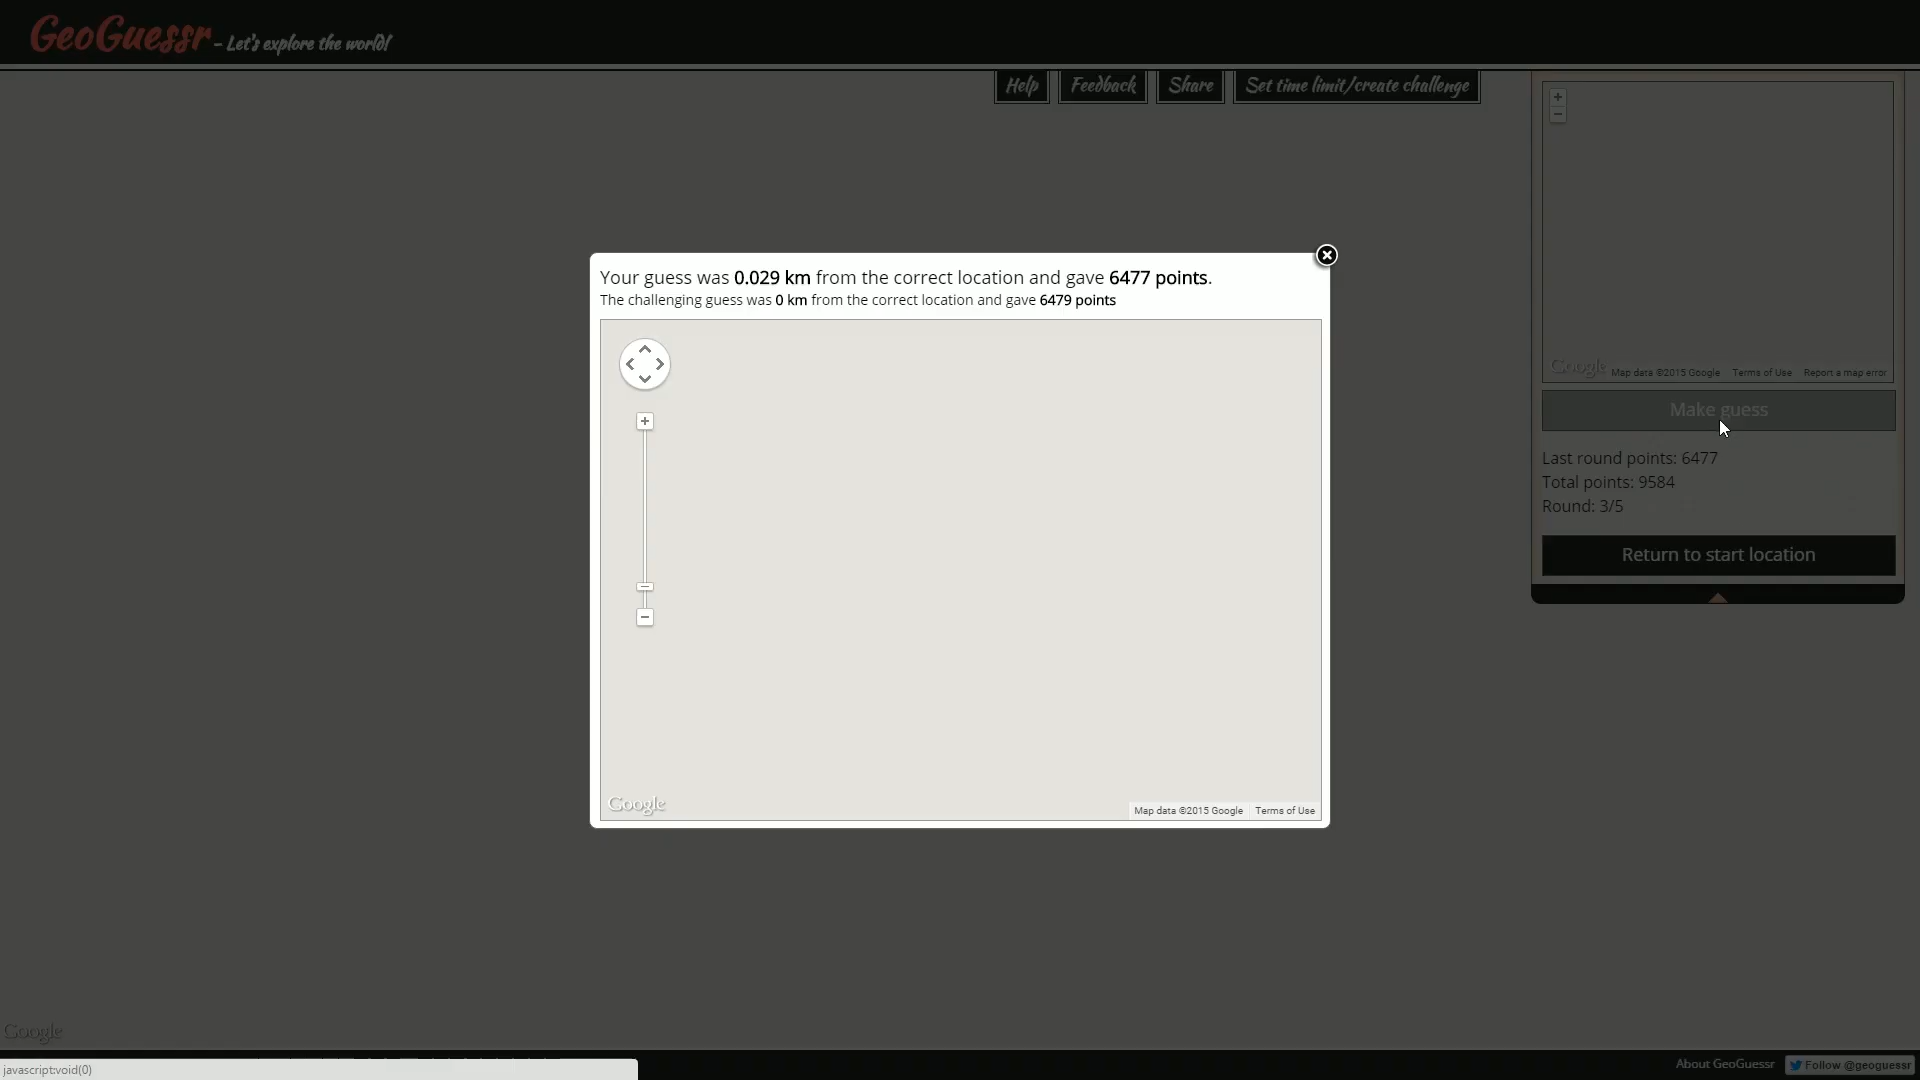 GeoGuessr - Let's explore the world!
Help
Feedback
Share
Set time limit/create challenge
+
−
Google
Map data ©2015 Google
Terms of Use
Report a map error
Make guess
Last round points: 6477
Total points: 9584
Round: 3/5
Return to start location
Your guess was 0.029 km from the correct location and gave 6477 points.
The challenging guess was 0 km from the correct location and gave 6479 points
+
−
Google
Map data ©2015 Google
Terms of Use
Google
javascript:void(0)
About GeoGuessr
Follow @geoguessr